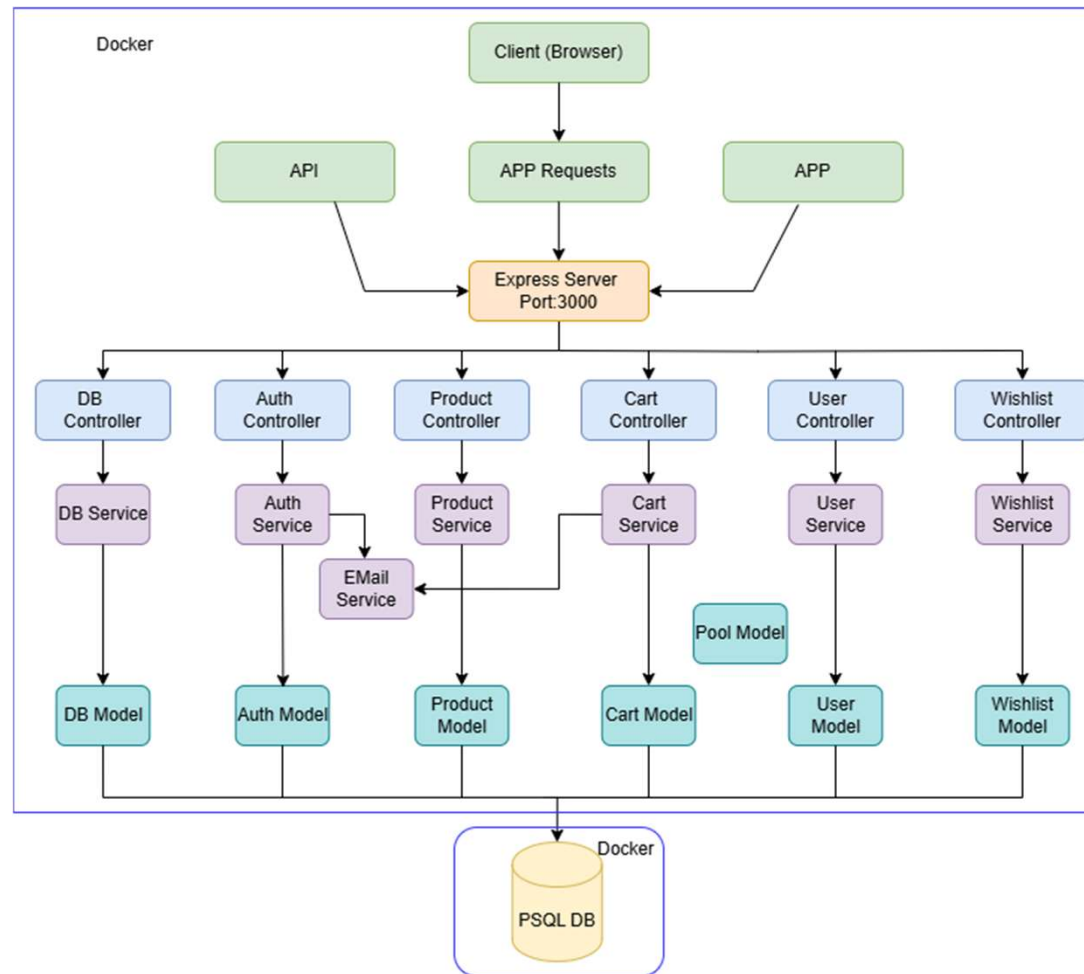 Docker
Client (Browser)
API
APP Requests
APP
Express Server
Port:3000
DB
Controller
Auth
Controller
Product
Controller
Cart
Controller
User
Controller
Wishlist
Controller
DB Service
Auth
Service
Product
Service
Cart
Service
User
Service
Wishlist
Service
EMail
Service
Pool Model
DB Model
Auth Model
Product
Model
Cart Model
User
Model
Wishlist
Model
Docker
PSQL DB